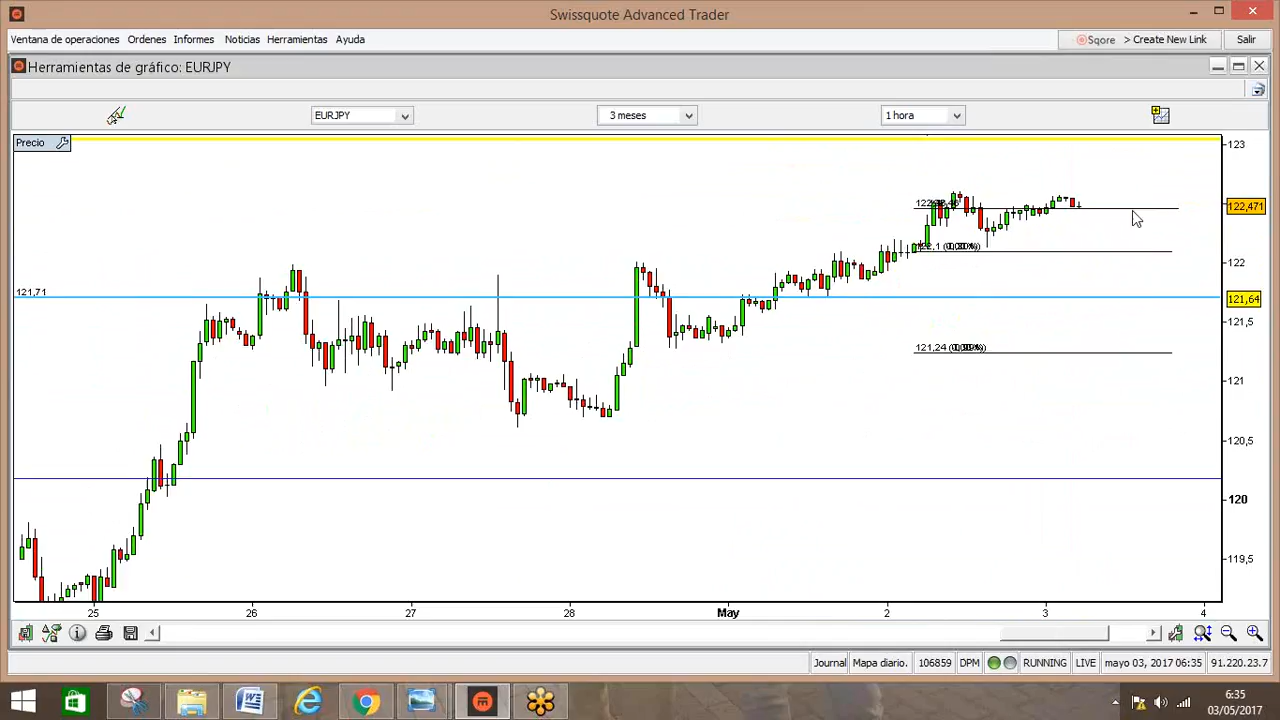 Swissquote Advanced Trader
Ventana de operaciones Ordenes Informes Noticias Herramientas Ayuda Sqore > Create New Link Salir
Herramientas de gráfico: EURJPY
EURJPY 3 meses 1 hora
Precio
123
122,471
122,1
122
121,71
121,64
121,5
121,24
121
120,5
120
119,5
25 26 27 28 May 2 3 4
Journal Mapa diario. 106859 DPM RUNNING LIVE mayo 03, 2017 06:35 91.220.23.7
6:35
03/05/2017